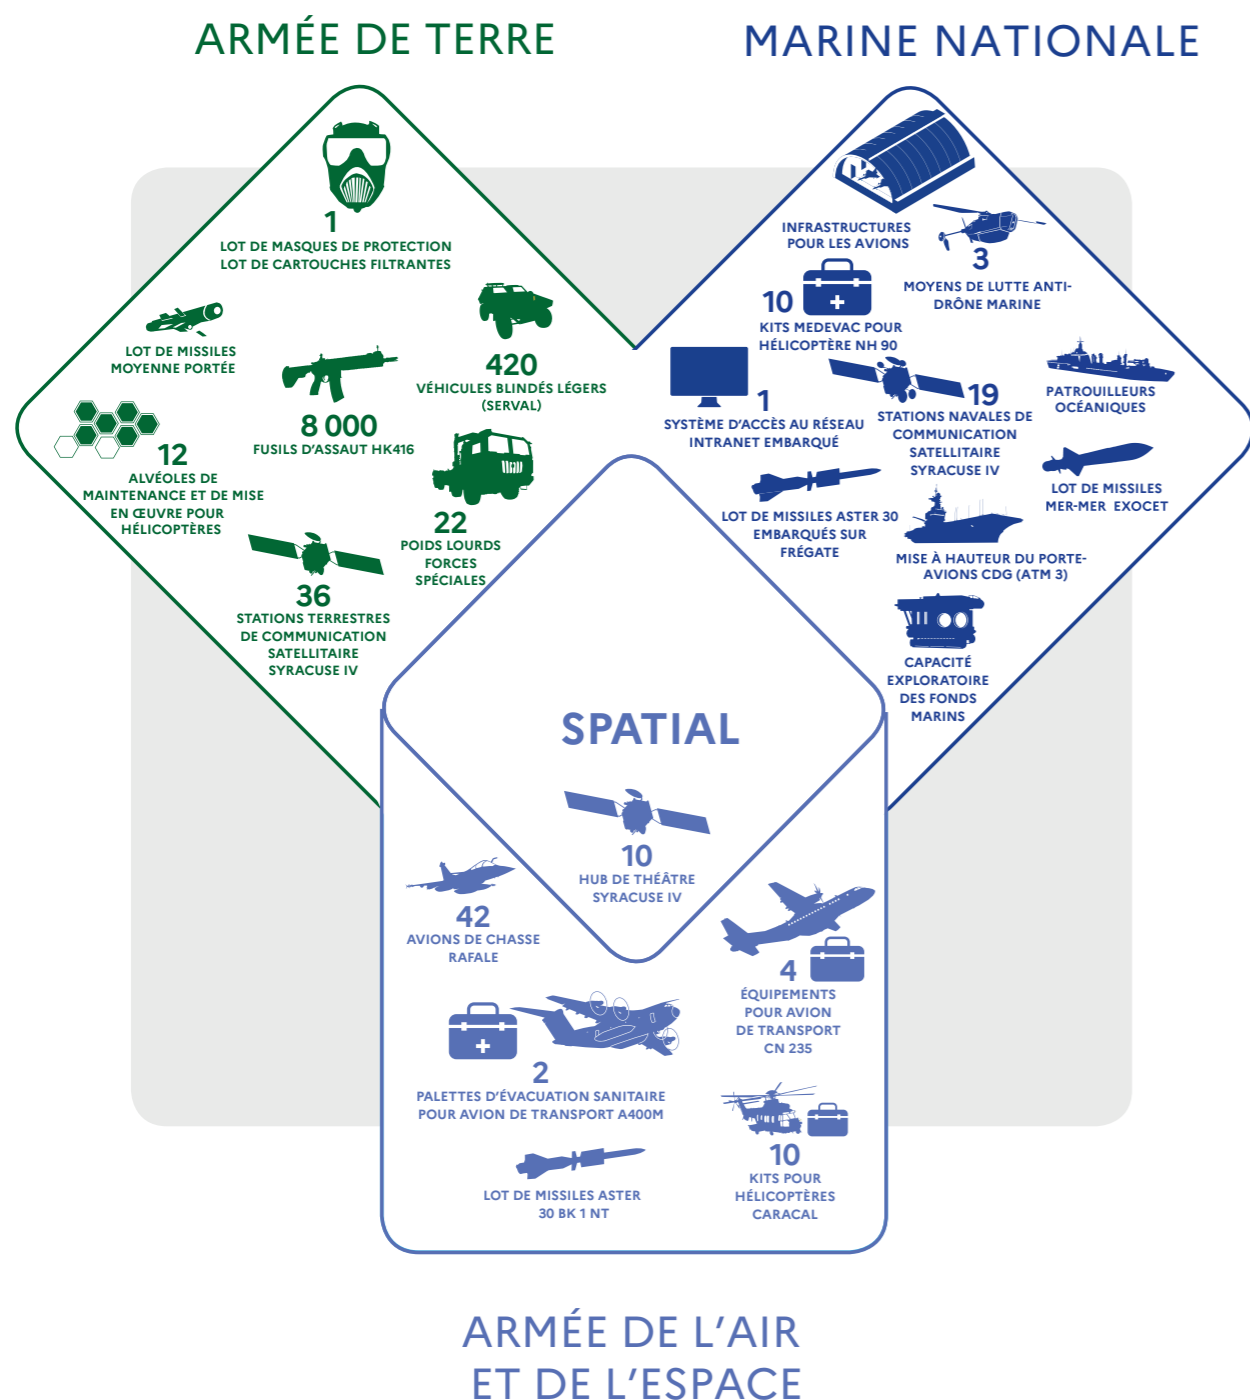 ARMÉE DE TERRE
1
LOT DE MASQUES DE PROTECTION
LOT DE CARTOUCHES FILTRANTES
LOT DE MISSILES
MOYENNE PORTÉE
8 000
FUSILS D'ASSAUT HK416
420
VÉHICULES BLINDÉS LÉGERS
(SERVAL)
12
ALVÉOLES DE
MAINTENANCE ET DE MISE
EN ŒUVRE POUR
HÉLICOPTÈRES
22
POIDS LOURDS
FORCES
SPÉCIALES
36
STATIONS TERRESTRES
DE COMMUNICATION
SATELLITAIRE
SYRACUSE IV
MARINE NATIONALE
INFRASTRUCTURES
POUR LES AVIONS
3
MOYENS DE LUTTE ANTI-
DRÔNE MARINE
10
KITS MEDEVAC POUR
HÉLICOPTÈRE NH 90
1
SYSTÈME D'ACCÈS AU RÉSEAU
INTRANET EMBARQUÉ
19
STATIONS NAVALES DE
COMMUNICATION
SATELLITAIRE
SYRACUSE IV
PATROUILLEURS
OCÉANIQUES
LOT DE MISSILES ASTER 30
EMBARQUÉS SUR
FRÉGATE
LOT DE MISSILES
MER-MER EXOCET
MISE À HAUTEUR DU PORTE-
AVIONS CDG (ATM 3)
CAPACITÉ
EXPLORATOIRE
DES FONDS
MARINS
SPATIAL
10
HUB DE THÉÂTRE
SYRACUSE IV
42
AVIONS DE CHASSE
RAFALE
4
ÉQUIPEMENTS
POUR AVION
DE TRANSPORT
CN 235
2
PALETTES D'ÉVACUATION SANITAIRE
POUR AVION DE TRANSPORT A400M
LOT DE MISSILES ASTER
30 BK 1 NT
10
KITS POUR
HÉLICOPTÈRES
CARACAL
ARMÉE DE L'AIR
ET DE L'ESPACE